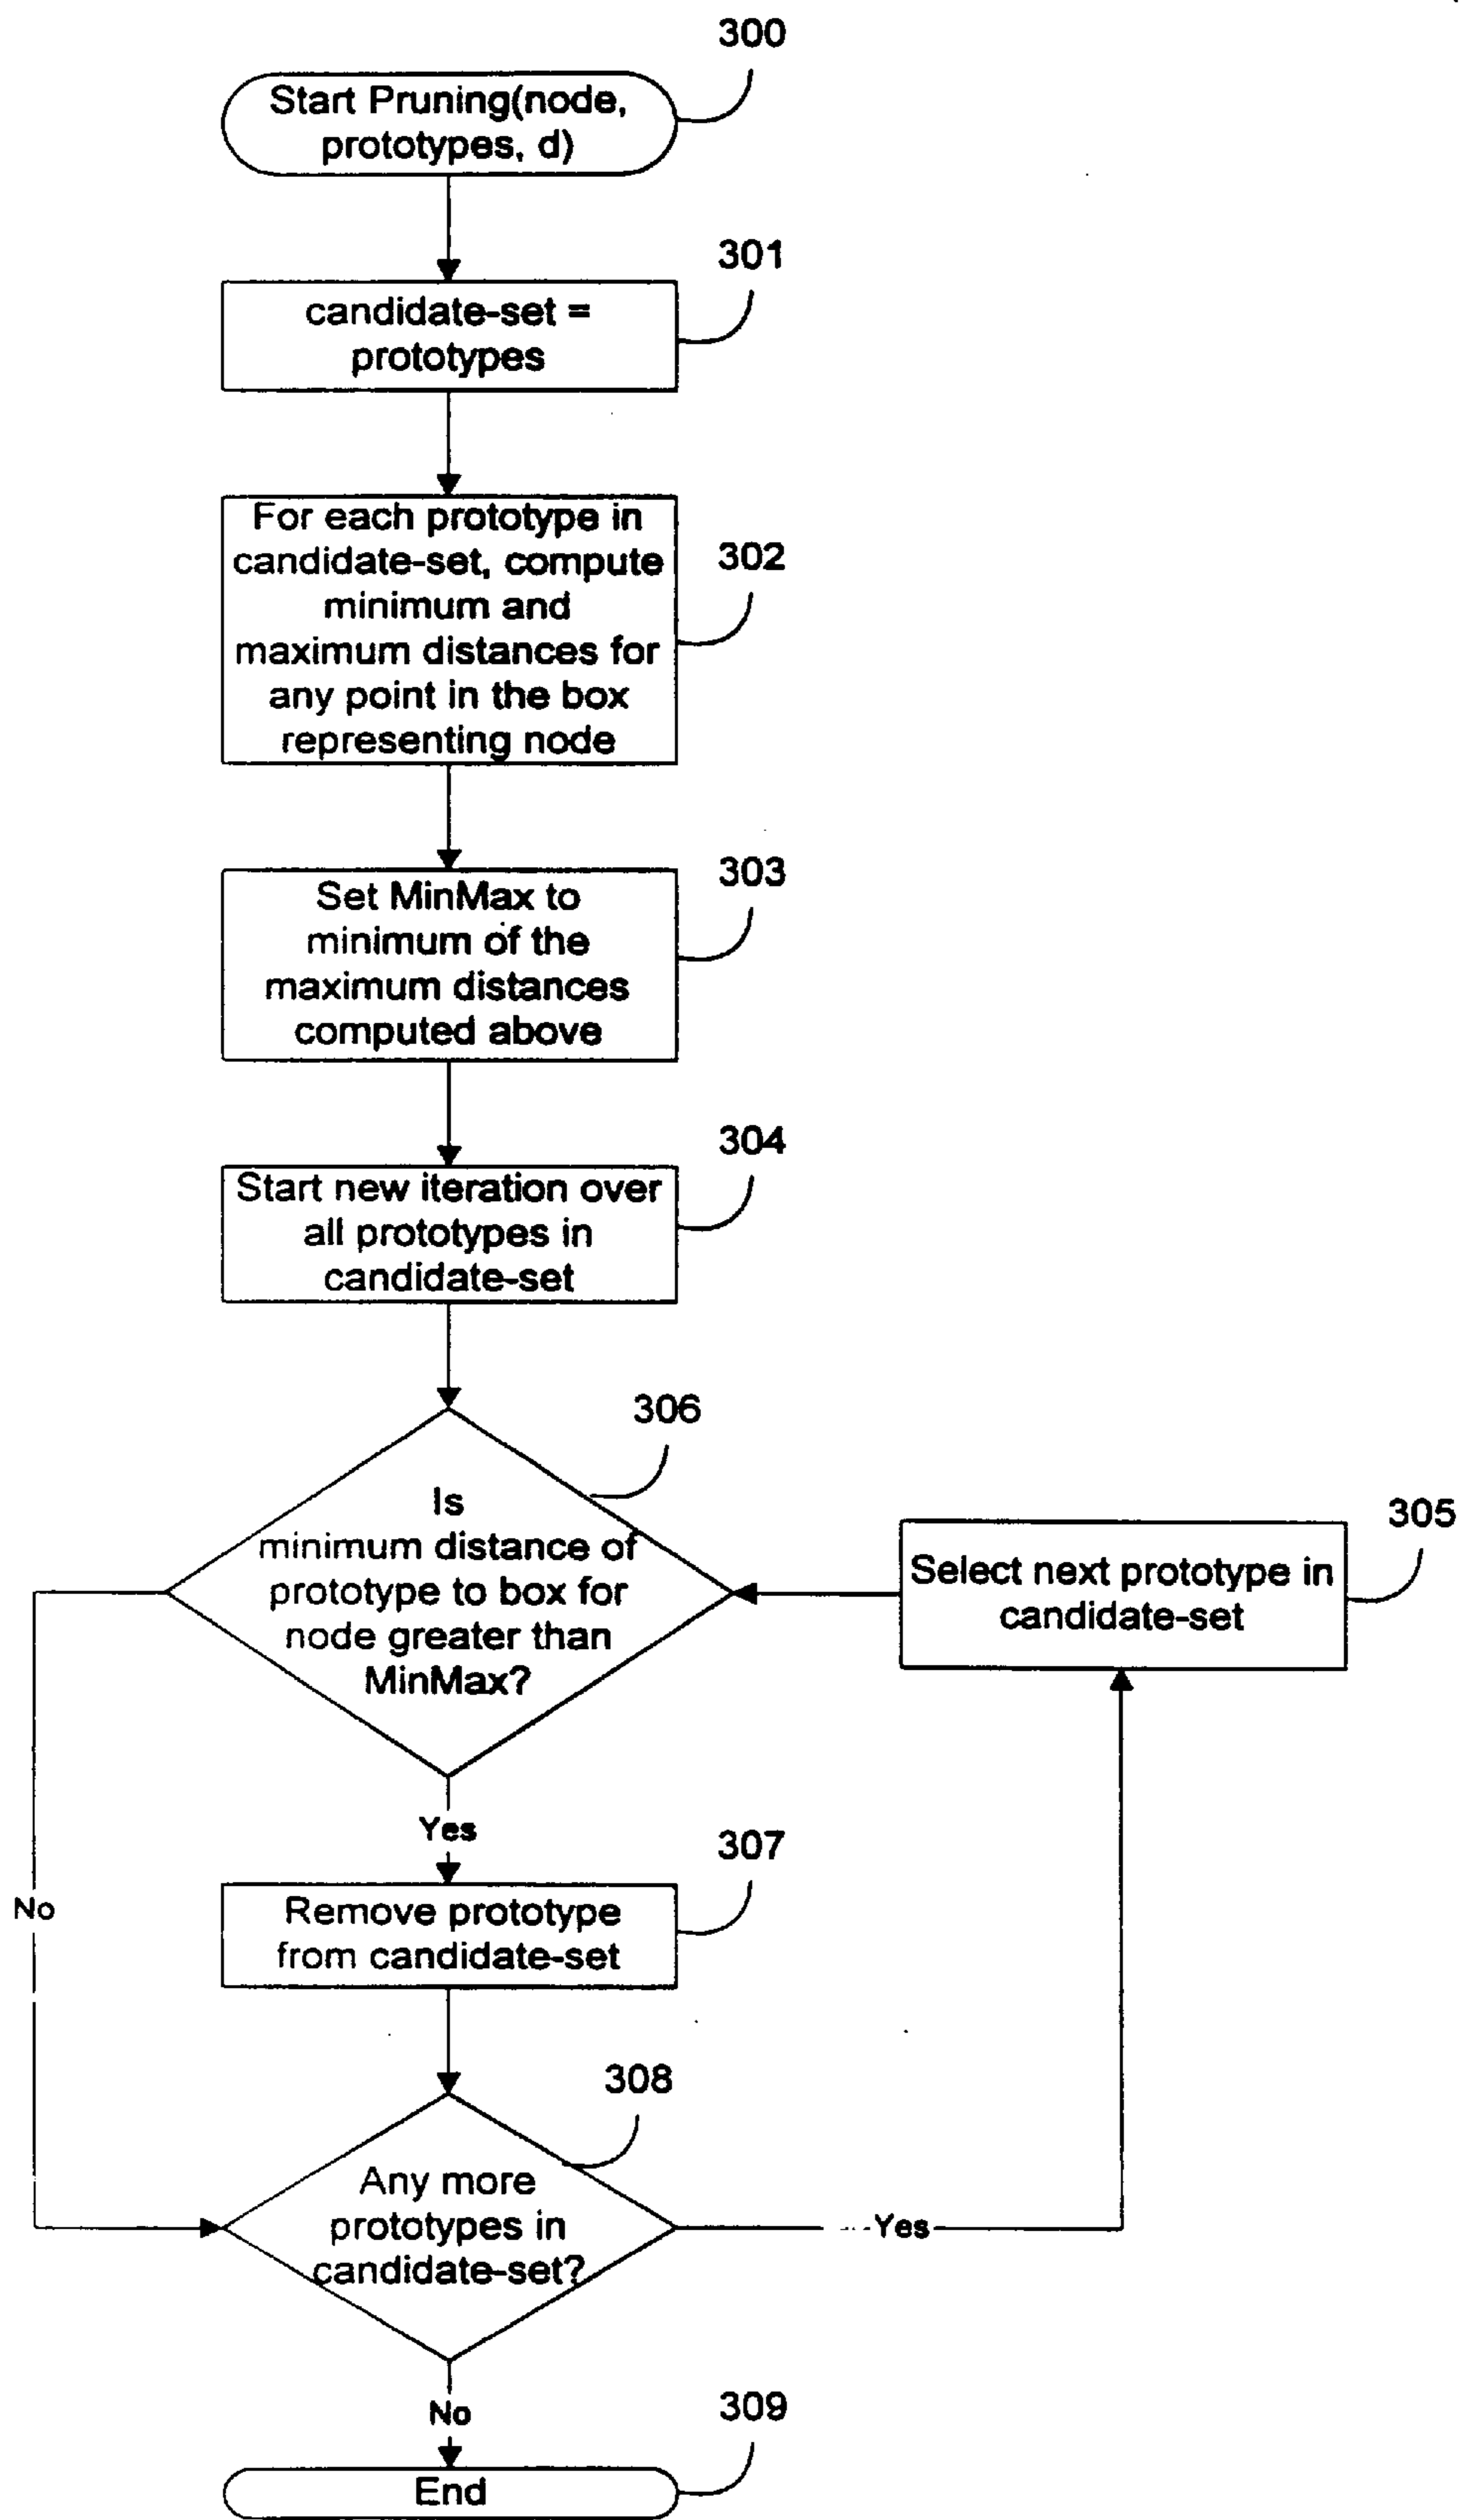 300
Start Pruning(node,
prototypes, d)
301
candidate-set =
prototypes
302
For each prototype in
candidate-set, compute
minimum and
maximum distances for
any point in the box
representing node
303
Set MinMax to
minimum of the
maximum distances
computed above
304
Start new iteration over
all prototypes in
candidate-set
306
Is
minimum distance of
prototype to box for
node greater than
MinMax?
305
Select next prototype in
candidate-set
Yes
307
No
Remove prototype
from candidate-set
308
Any more
prototypes in
candidate-set?
Yes
No
309
End